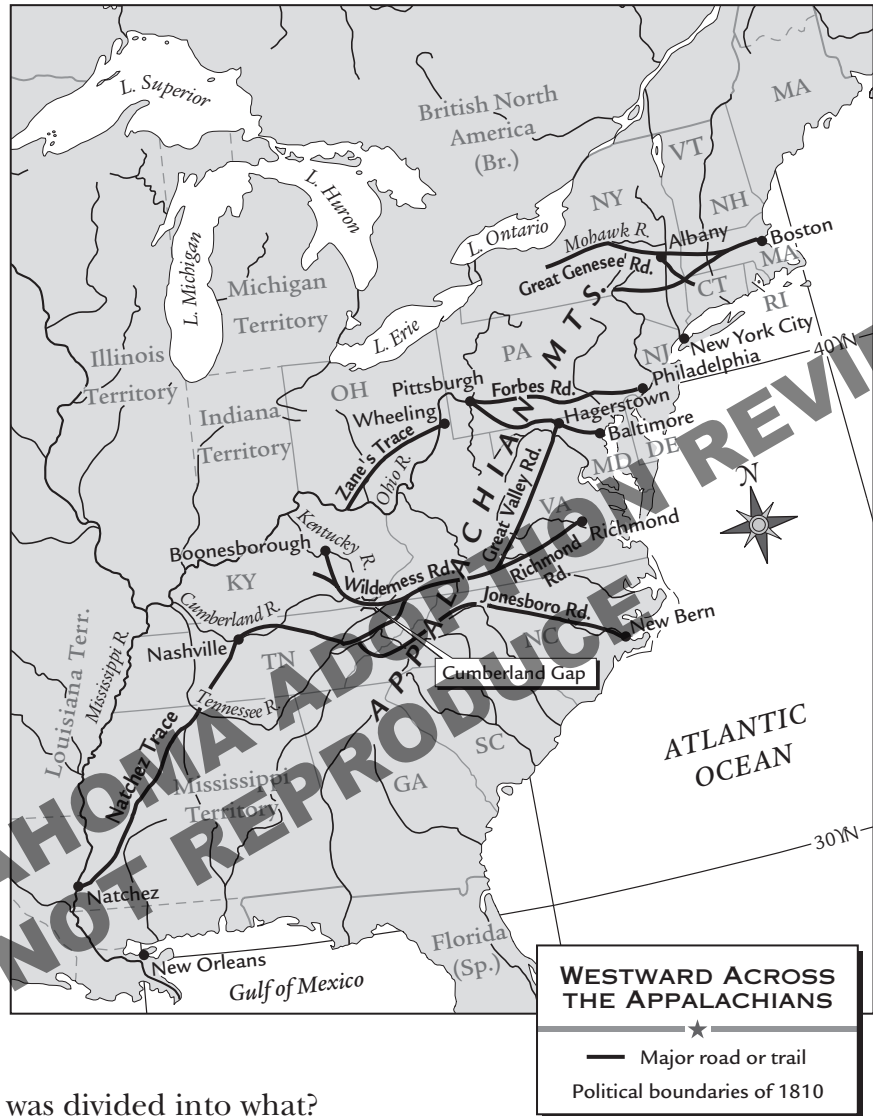 L. Superior
British North
America
(Br.)
MA
VT
L. Huron
NY
NH
L. Michigan
L. Ontario
Mohawk R.
Albany
Boston
Great Genesee Rd.
MA
CT
RI
Michigan
Territory
L. Erie
New York City
Illinois
Territory
PA
NJ
40°N
Philadelphia
OH
Pittsburgh
Forbes Rd.
Indiana
Territory
Wheeling
Hagerstown
Baltimore
Zane's Trace
Ohio R.
MD
DE
APPALACHIAN MTS.
Great Valley Rd.
VA
N
Kentucky R.
Boonesborough
Richmond
Richmond
Rd.
KY
Wilderness Rd.
Cumberland R.
Jonesboro Rd.
New Bern
NC
Nashville
TN
Cumberland Gap
Louisiana Terr.
Mississippi R.
Tennessee R.
Natchez Trace
SC
ATLANTIC
OCEAN
Mississippi
Territory
GA
30°N
Natchez
New Orleans
Gulf of Mexico
Florida
(Sp.)
AHOMA ADOPTION REVIE
NOT REPRODUCE
WESTWARD ACROSS
THE APPALACHIANS
Major road or trail
Political boundaries of 1810
was divided into what?